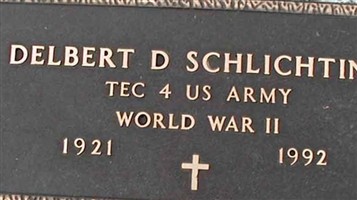 DELBERT D SCHLICHTIN
TEC 4 US ARMY
WORLD WAR II
1921 1992